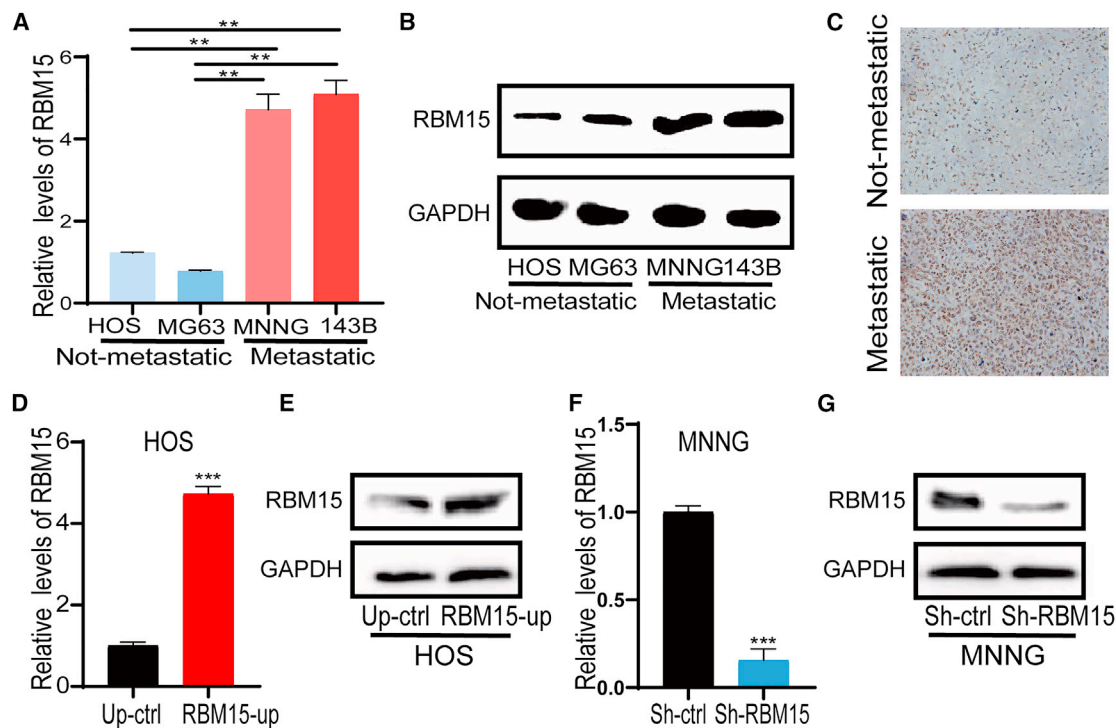 A
Relative levels of RBM15
6
4
2
0
**
**
**
**
HOS MG63 MNNG 143B
Not-metastatic Metastatic
B
RBM15
GAPDH
HOS MG63 MNNG143B
Not-metastatic Metastatic
C
Not-metastatic
Metastatic
D
Relative levels of RBM15
HOS
6
4
2
0
***
Up-ctrl RBM15-up
E
RBM15
GAPDH
Up-ctrl RBM15-up
HOS
F
Relative levels of RBM15
MNNG
1.5
1.0
0.5
0.0
***
Sh-ctrl Sh-RBM15
G
RBM15
GAPDH
Sh-ctrl Sh-RBM15
MNNG